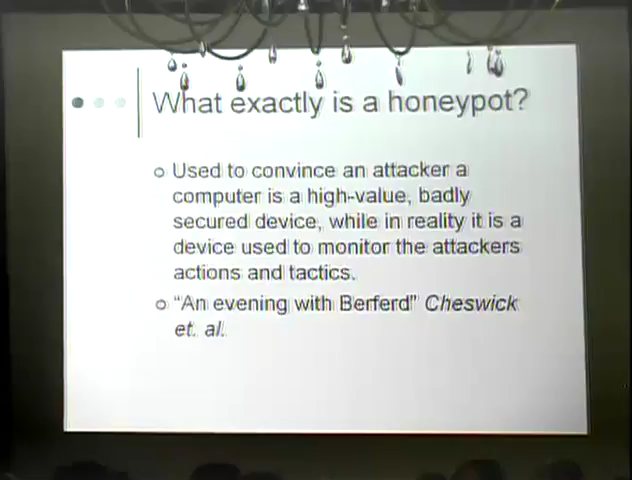 What exactly is a honeypot?
Used to convince an attacker a
computer is a high-value, badly
secured device, while in reality it is a
device used to monitor the attackers
actions and tactics.
"An evening with Berferd" Cheswick
et. al.